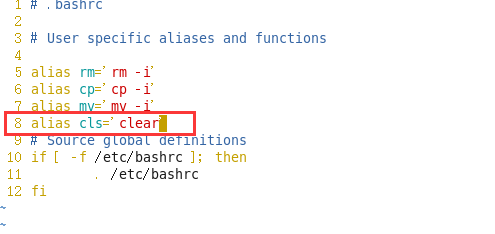 1 # .bashrc
2
3 # User specific aliases and functions
4
5 alias rm='rm -i'
6 alias cp='cp -i'
7 alias mv='mv -i'
8 alias cls='clear'
9 # Source global definitions
10 if [ -f /etc/bashrc ]; then
11         . /etc/bashrc
12 fi
~
~